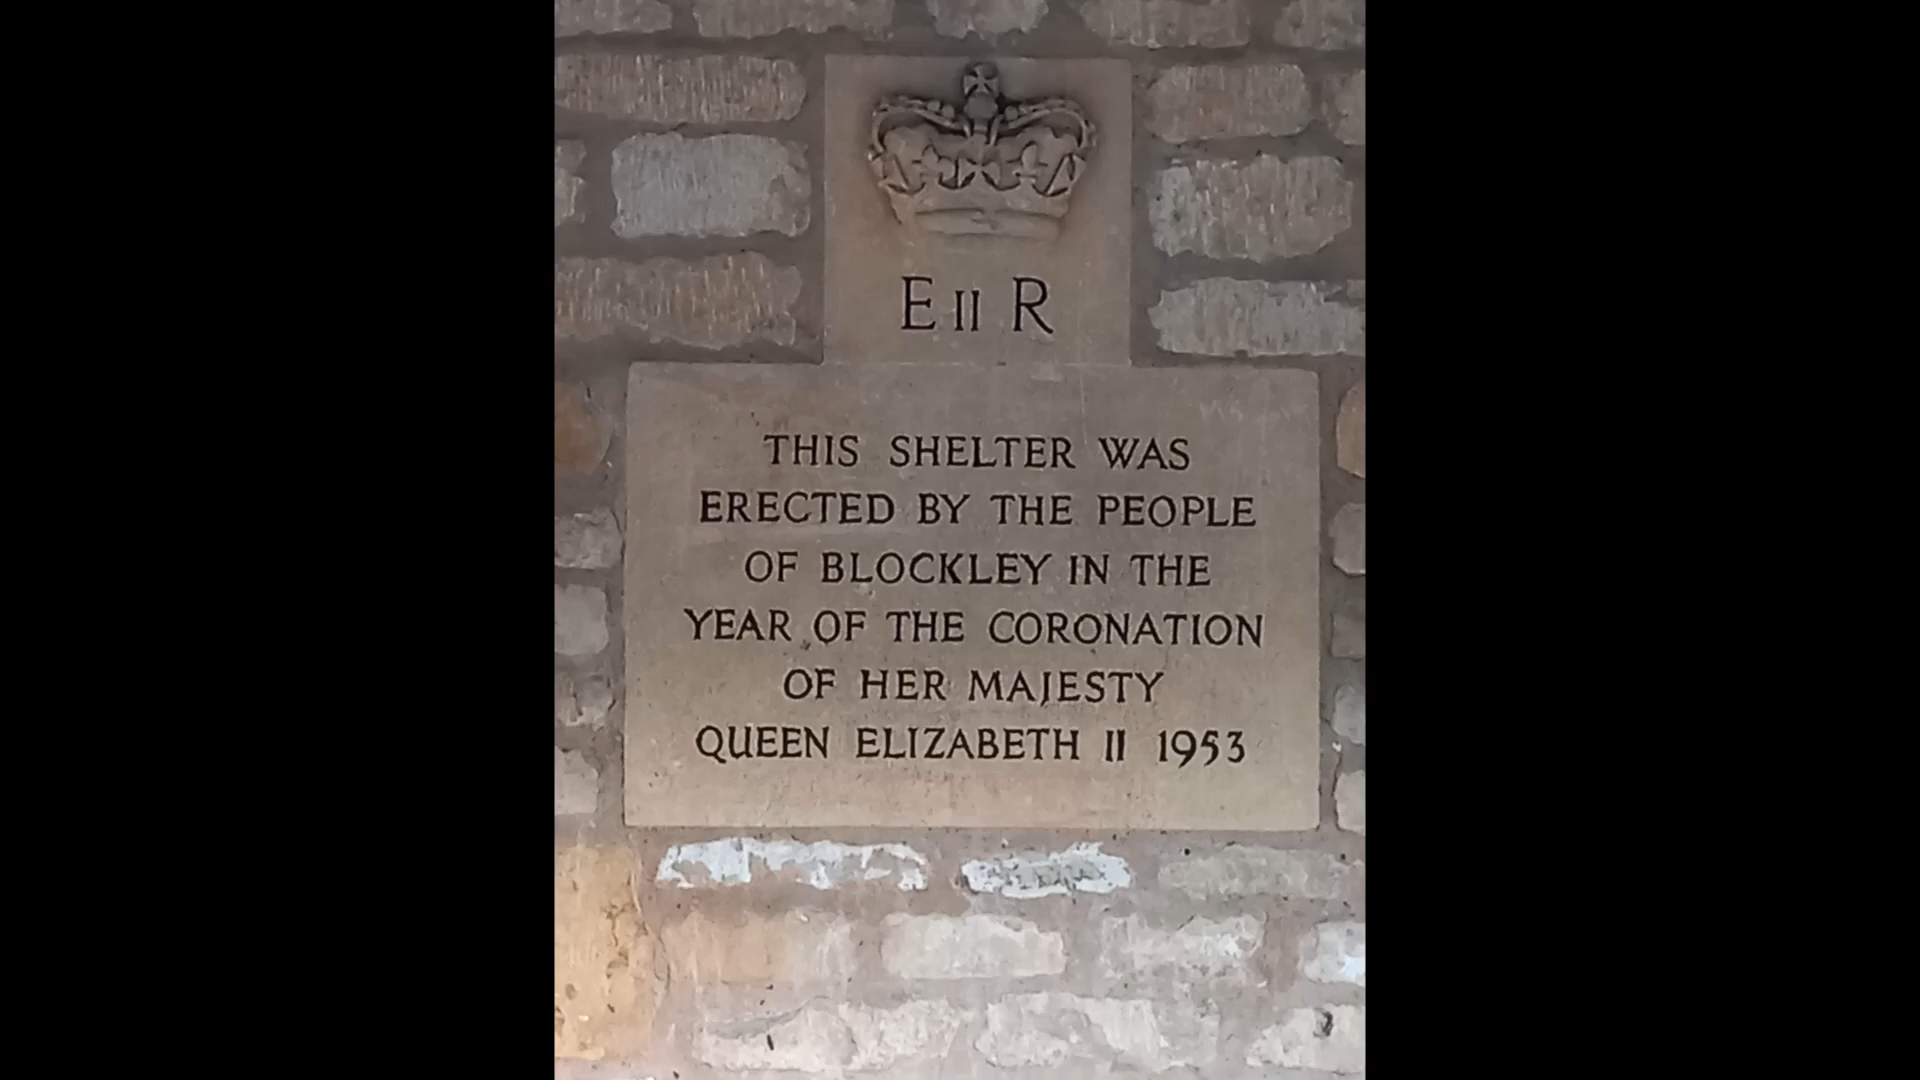 E II R
THIS SHELTER WAS
ERECTED BY THE PEOPLE
OF BLOCKLEY IN THE
YEAR OF THE CORONATION
OF HER MAJESTY
QUEEN ELIZABETH II 1953